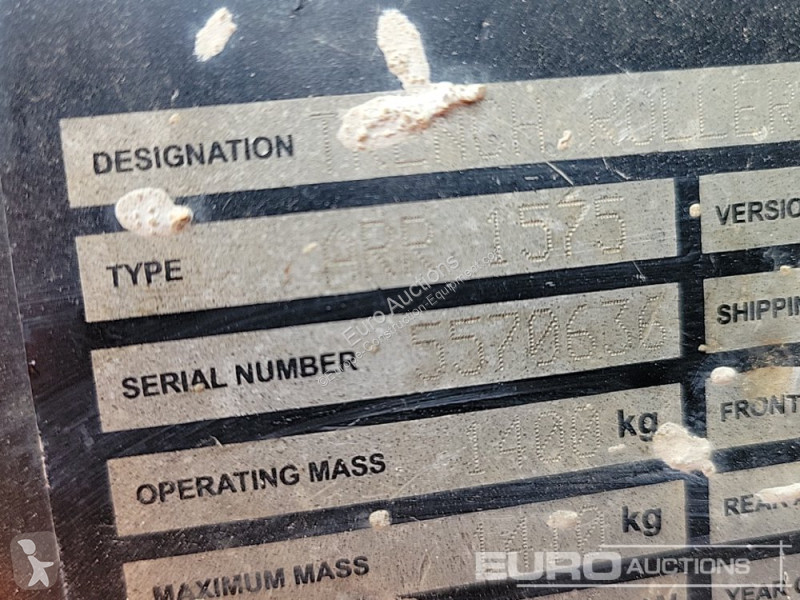 DESIGNATION TRENCH ROLLER
TYPE ARR 1575
VERSIO
SERIAL NUMBER 5570636
SHIPPIN
OPERATING MASS 1400 kg
FRONT
MAXIMUM MASS kg
REAR
YEAR O
Euro Auctions
EURO AUCTIONS